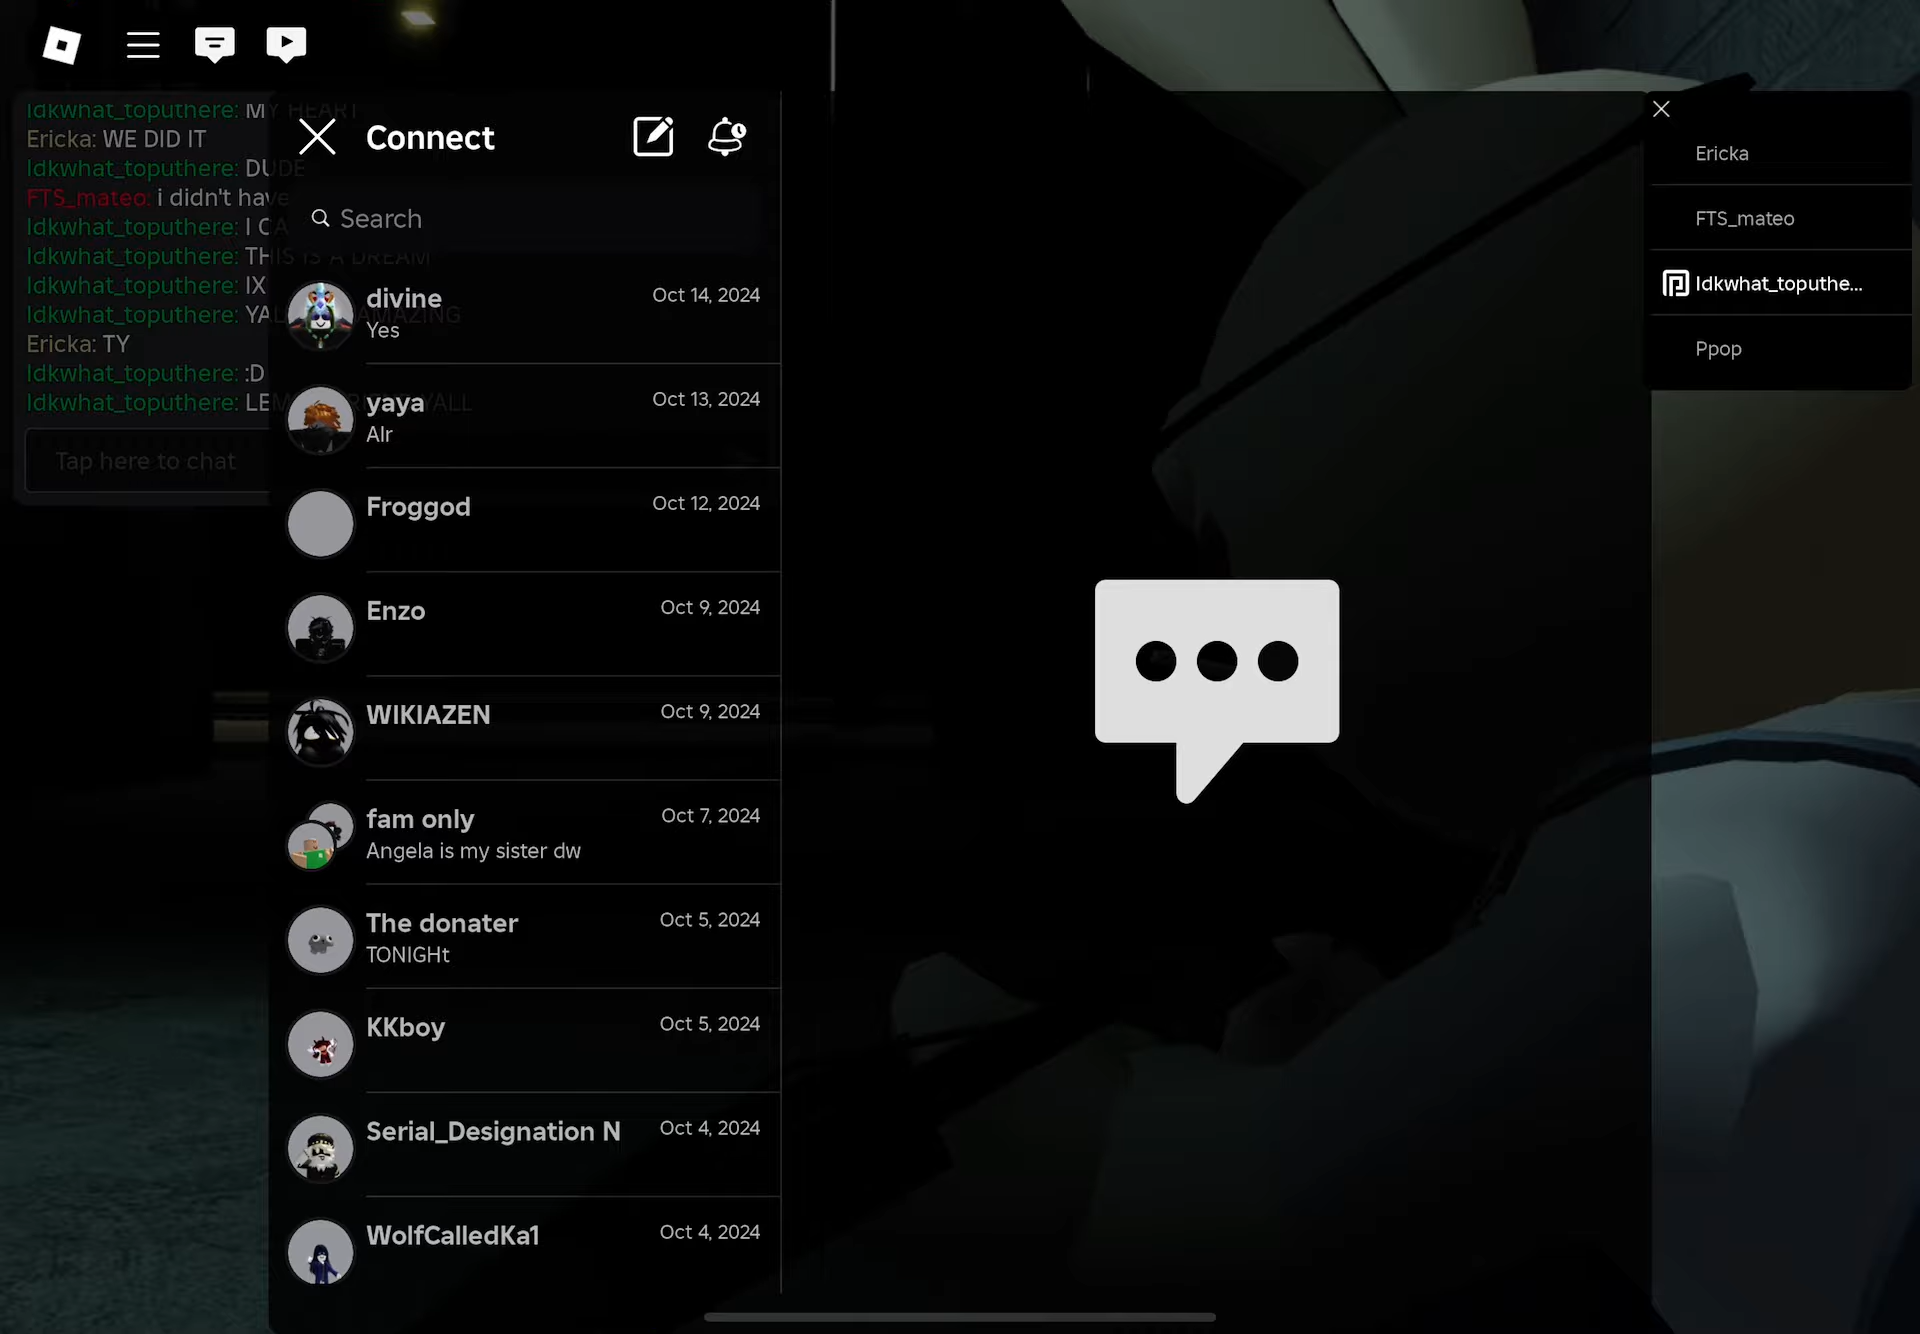 Idkwhat_toputhere: MY HEART
Ericka: WE DID IT
Idkwhat_toputhere: DUDE
FTS_mateo: i didn't have
Idkwhat_toputhere: I CA
Idkwhat_toputhere: THIS IS A DREAM
Idkwhat_toputhere: IX
Idkwhat_toputhere: YAL AMAZING
Ericka: TY
Idkwhat_toputhere: :D
Idkwhat_toputhere: YALL
Tap here to chat
Connect
Search
divine Oct 14, 2024
Yes
yaya Oct 13, 2024
Alr
Froggod Oct 12, 2024
Enzo Oct 9, 2024
WIKIAZEN Oct 9, 2024
fam only Oct 7, 2024
Angela is my sister dw
The donater Oct 5, 2024
TONIGHt
KKboy Oct 5, 2024
Serial_Designation N Oct 4, 2024
WolfCalledKa1 Oct 4, 2024
Ericka
FTS_mateo
Idkwhat_toputhe...
Ppop